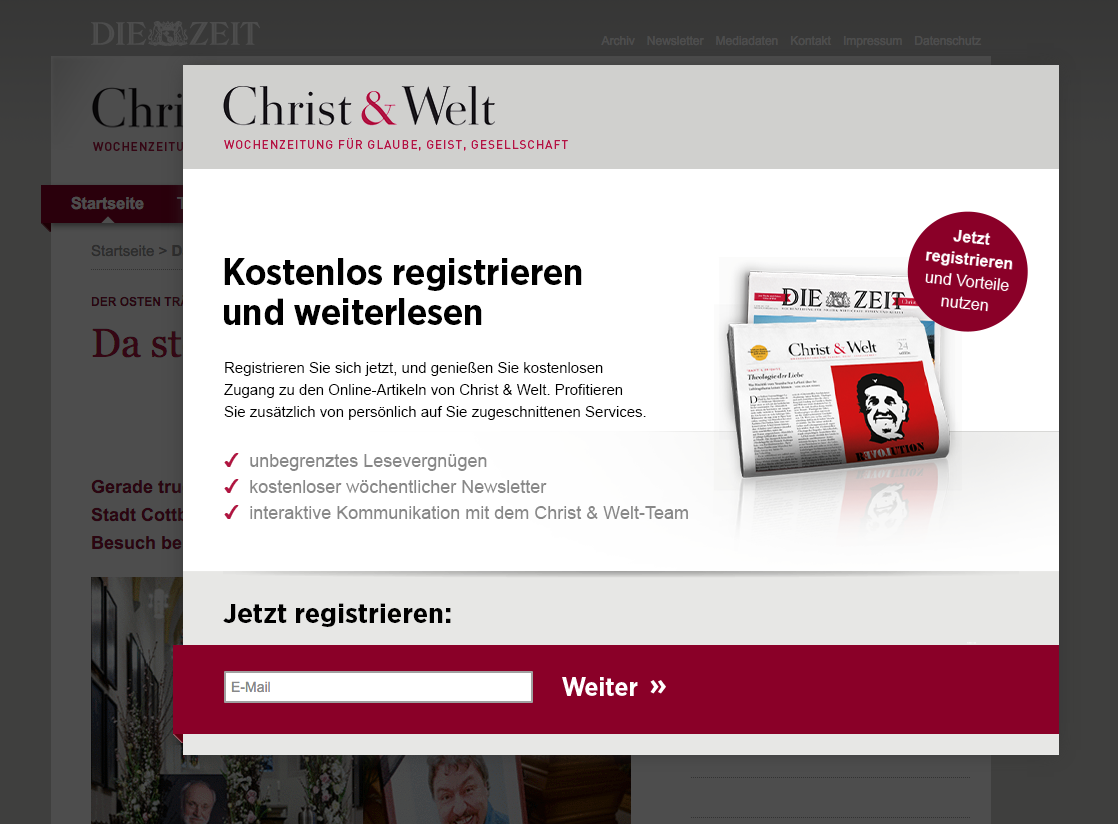 DIE ZEIT
Archiv Newsletter Mediadaten Kontakt Impressum Datenschutz
Chri
WOCHENZEITU
Christ & Welt
WOCHENZEITUNG FÜR GLAUBE, GEIST, GESELLSCHAFT
Startseite T
Startseite > D
DER OSTEN TRA
Da st
Gerade tru
Stadt Cottb
Besuch be
Kostenlos registrieren
und weiterlesen
Registrieren Sie sich jetzt, und genießen Sie kostenlosen
Zugang zu den Online-Artikeln von Christ & Welt. Profitieren
Sie zusätzlich von persönlich auf Sie zugeschnittenen Services.
✓ unbegrenztes Lesevergnügen
✓ kostenloser wöchentlicher Newsletter
✓ interaktive Kommunikation mit dem Christ & Welt-Team
Jetzt
registrieren
und Vorteile
nutzen
DIE ZEIT
Christ & Welt
24
Theologie der Liebe
REVOLUTION
Jetzt registrieren:
E-Mail
Weiter »